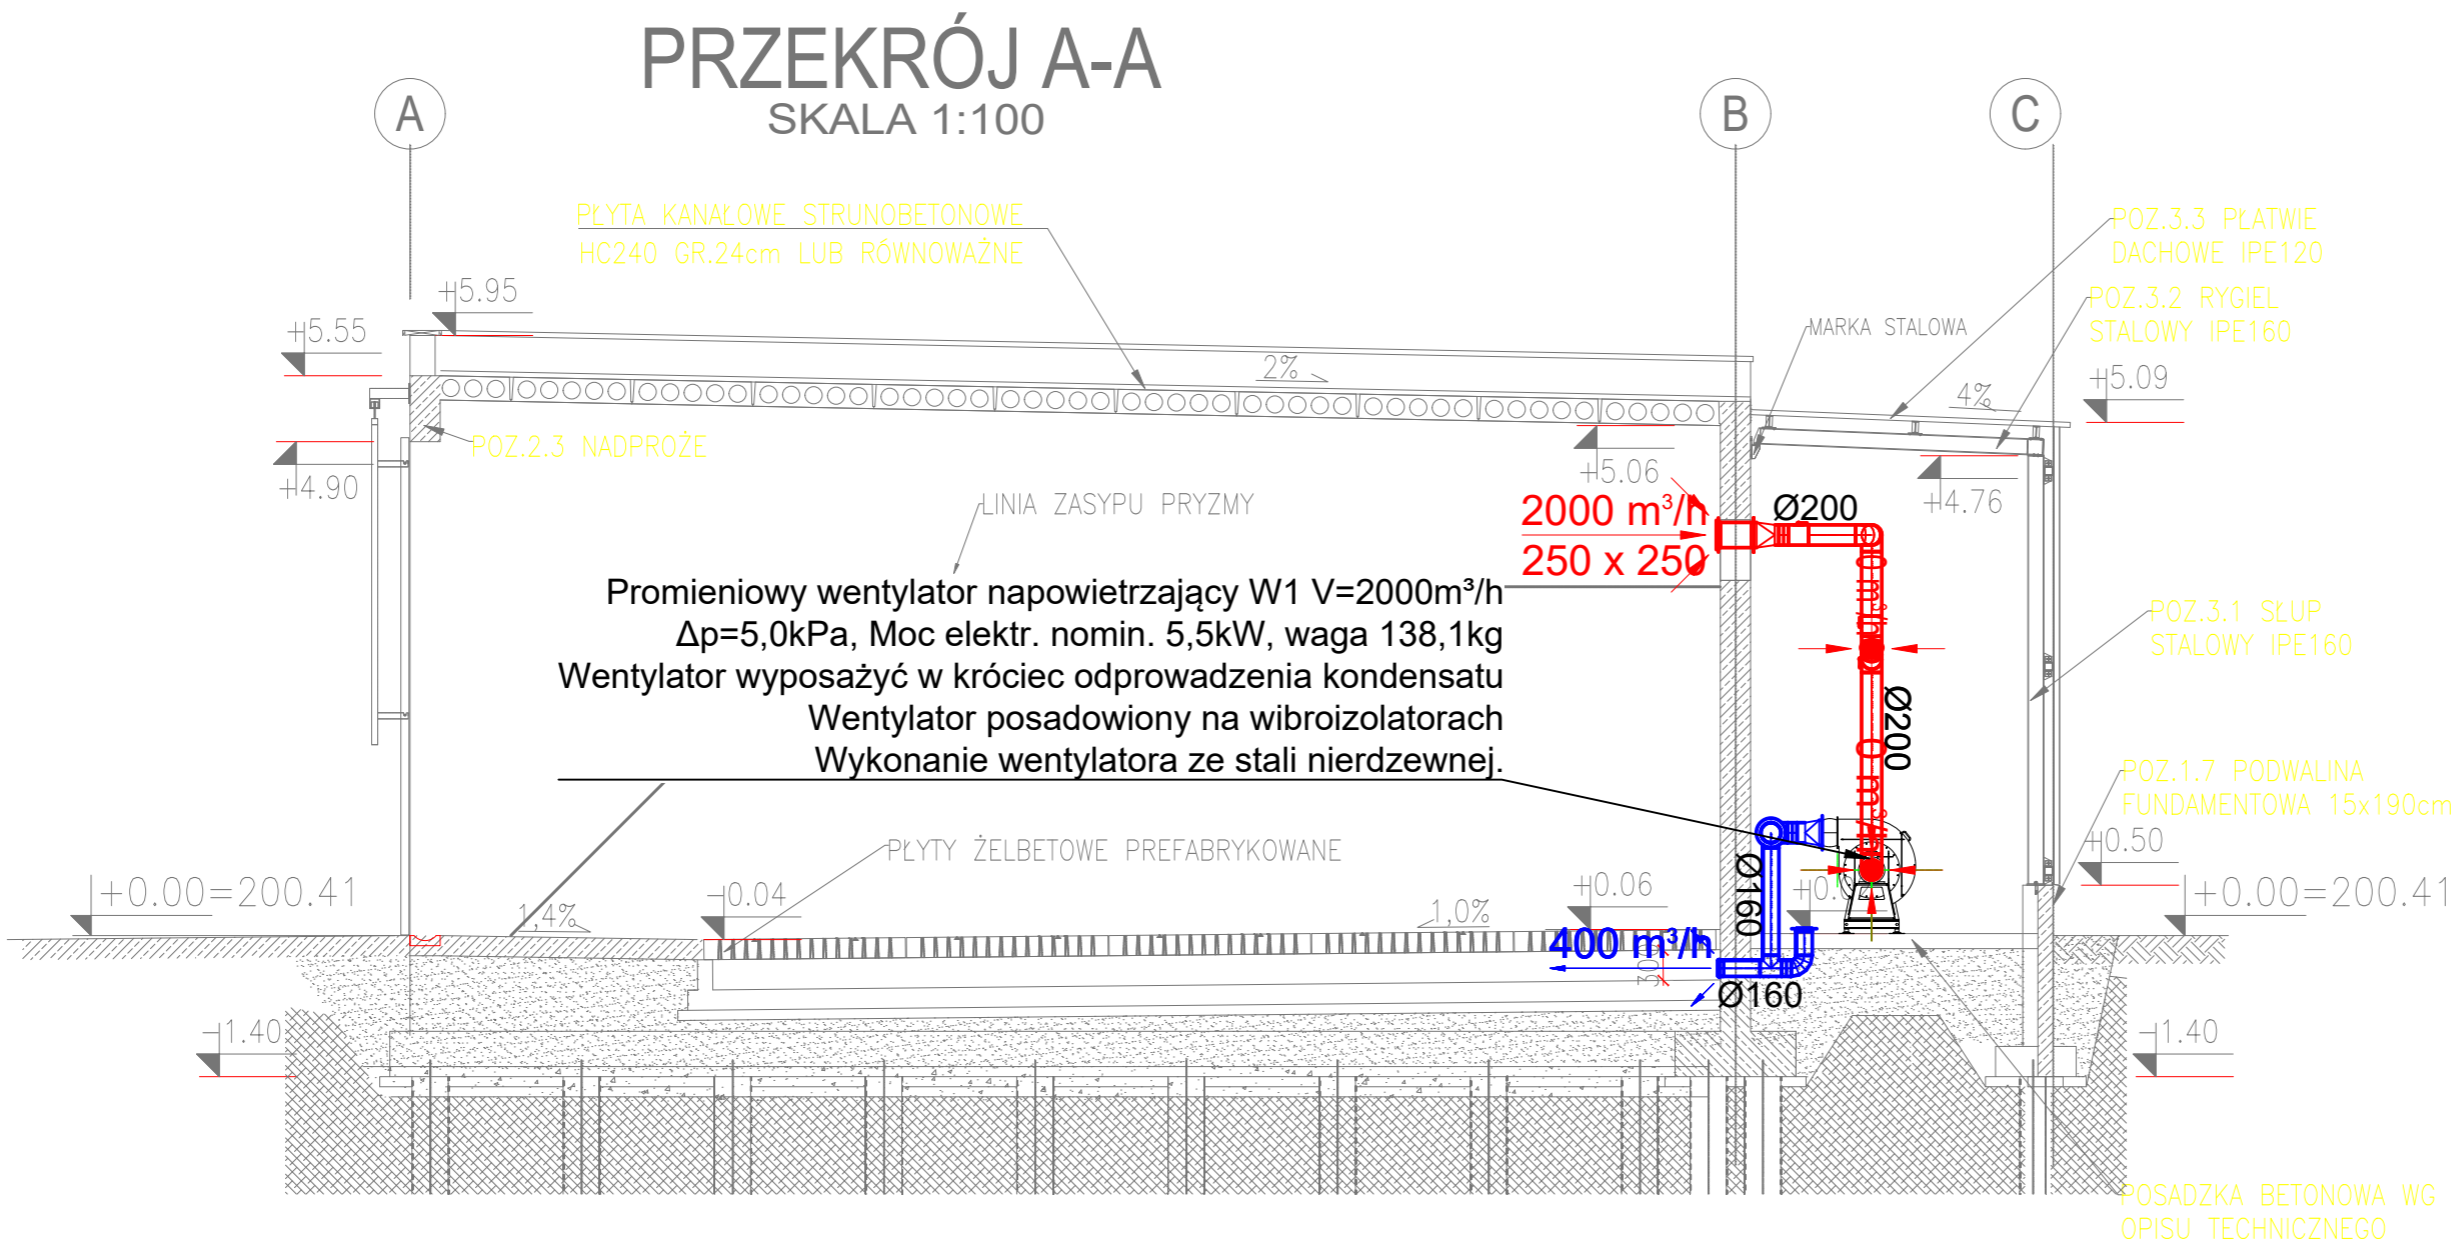 PRZEKRÓJ A-A
SKALA 1:100
A
B
C
PŁYTA KANAŁOWE STRUNOBETONOWE
HC240 GR.24cm LUB RÓWNOWAŻNE
POZ.3.3 PŁATWIE
DACHOWE IPE120
POZ.3.2 RYGIEL
STALOWY IPE160
+5.95
+5.55
MARKA STALOWA
2%
4%
+5.09
POZ.2.3 NADPROŻE
+4.90
+5.06
+4.76
LINIA ZASYPU PRYZMY
2000 m³/h
250 x 250
Ø200
Promieniowy wentylator napowietrzający W1 V=2000m³/h
Δp=5,0kPa, Moc elektr. nomin. 5,5kW, waga 138,1kg
Wentylator wyposażyć w króciec odprowadzenia kondensatu
Wentylator posadowiony na wibroizolatorach
Wykonanie wentylatora ze stali nierdzewnej.
POZ.3.1 SŁUP
STALOWY IPE160
Ø200
POZ.1.7 PODWALINA
FUNDAMENTOWA 15x190cm
PŁYTY ŻELBETOWE PREFABRYKOWANE
+0.50
+0.00=200.41
-0.04
+0.06
Ø160
+0.00=200.41
1,4%
1,0%
400 m³/h
Ø160
-1.40
-1.40
POSADZKA BETONOWA WG
OPISU TECHNICZNEGO